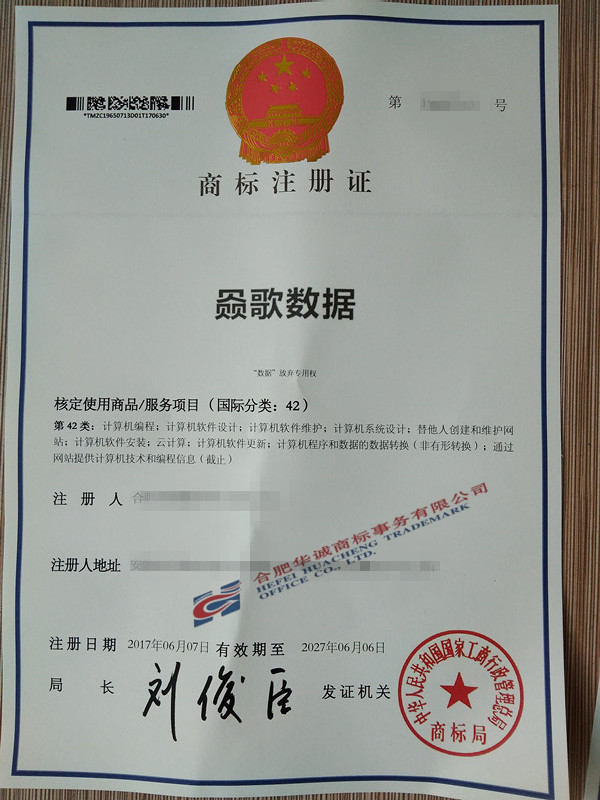 *TMZC19650713D01T170630*
第 号
商标注册证
歌数据
“数据”放弃专用权
核定使用商品/服务项目（国际分类：42）
第 42 类：计算机编程；计算机软件设计；计算机软件维护；计算机系统设计；替他人创建和维护网
站；计算机软件安装；云计算；计算机软件更新；计算机程序和数据的数据转换（非有形转换）；通过
网站提供计算机技术和编程信息（截止）
注 册 人 合
注册人地址 安
合肥华诚商标事务有限公司
HEFEI HUACHENG TRADEMARK
OFFICE CO., LTD.
注册日期 2017年06月07日 有效期至 2027年06月06日
局 长 刘俊臣 发证机关
中华人民共和国国家工商行政管理总局
商标局